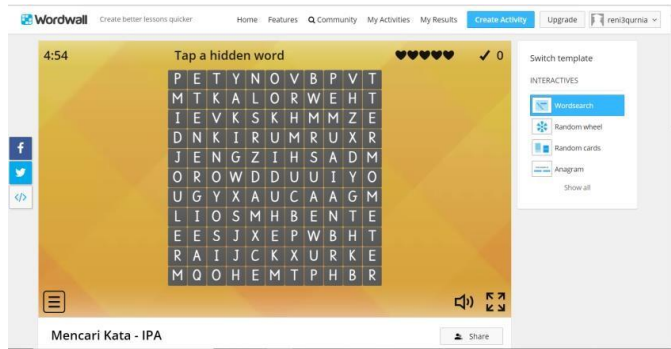 Wordwall Create better lessons quicker Home Features Community My Activities My Results Create Activity Upgrade reni3qurnia
4:54 Tap a hidden word 0
P E T Y N O V B P V T
M T K A L O R W E H T
I E V K S K H M M Z E
D N K I R U M R U X R
J E N G Z I H S A D M
O R O W D D U U I Y O
U G Y X A U C A A G M
L I O S M H B E N T E
E E S J X E P W B H T
R A I J C K X U R K E
M Q O H E M T P H B R
Switch template
INTERACTIVES
Wordsearch
Random wheel
Random cards
Anagram
Show all
Mencari Kata - IPA
Share